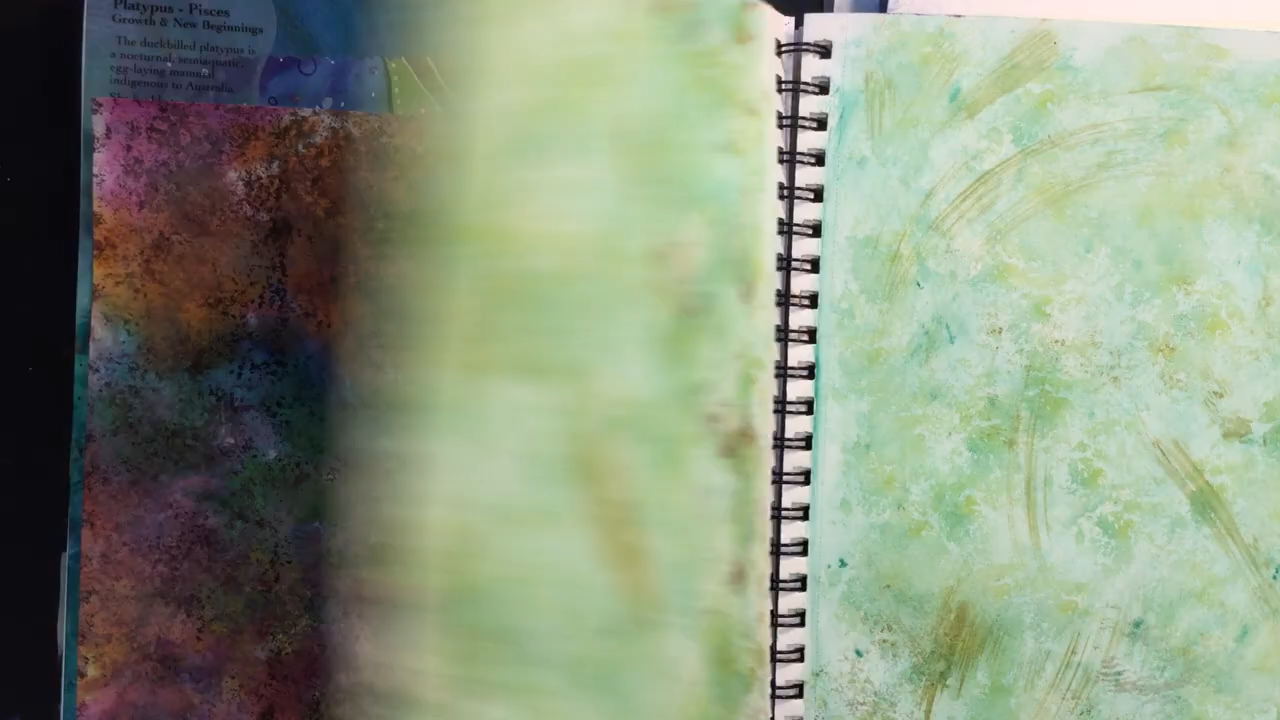 Platypus - Pisces
Growth & New Beginnings
The duckbilled platypus is
a nocturnal, semiaquatic,
egg-laying mammal
indigenous to Australia.